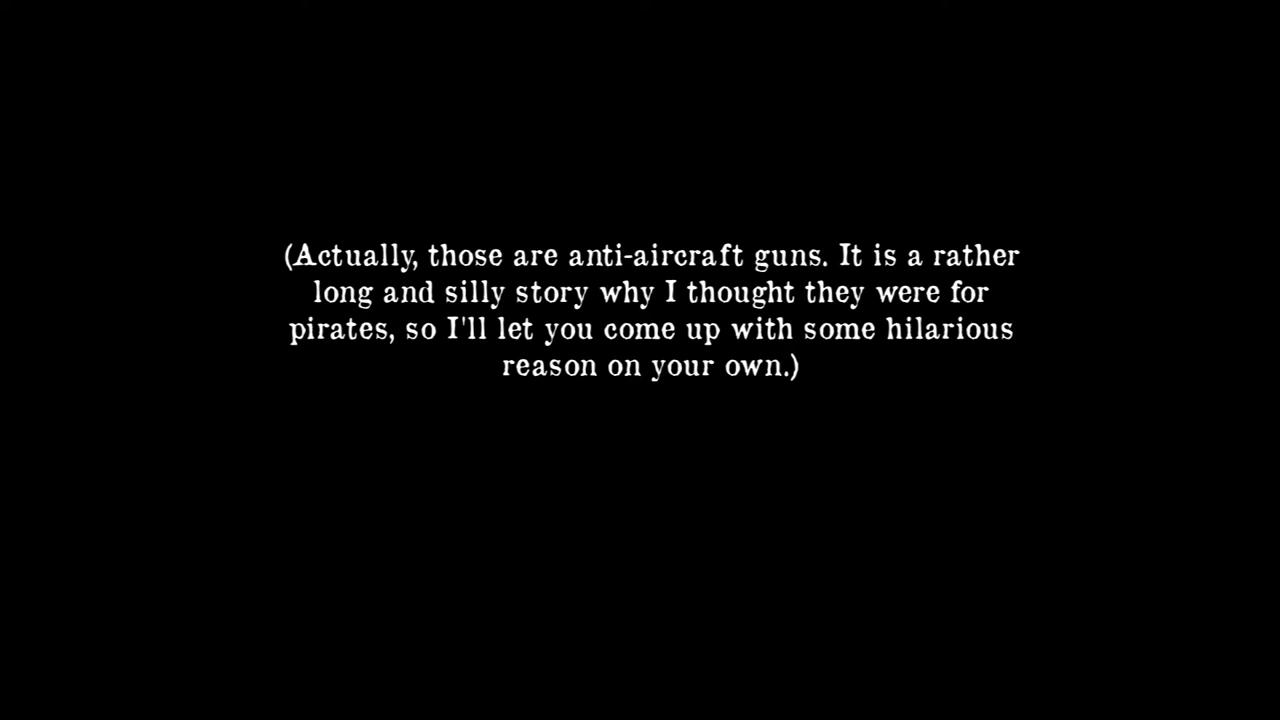 (Actually, those are anti-aircraft guns. It is a rather
long and silly story why I thought they were for
pirates, so I'll let you come up with some hilarious
reason on your own.)